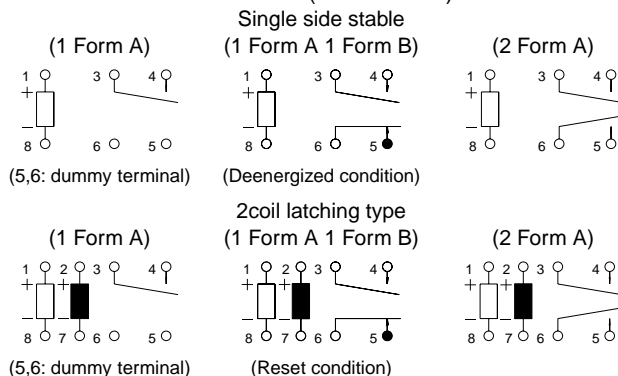 Single side stable
(1 Form A) (1 Form A 1 Form B) (2 Form A)
1 3 4 1 3 4 1 3 4
+ + +
– – –
8 6 5 8 6 5 8 6 5
(5,6: dummy terminal) (Deenergized condition)
2coil latching type
(1 Form A) (1 Form A 1 Form B) (2 Form A)
1 2 3 4 1 2 3 4 1 2 3 4
+ + + + + +
– – – – – –
8 7 6 5 8 7 6 5 8 7 6 5
(5,6: dummy terminal) (Reset condition)